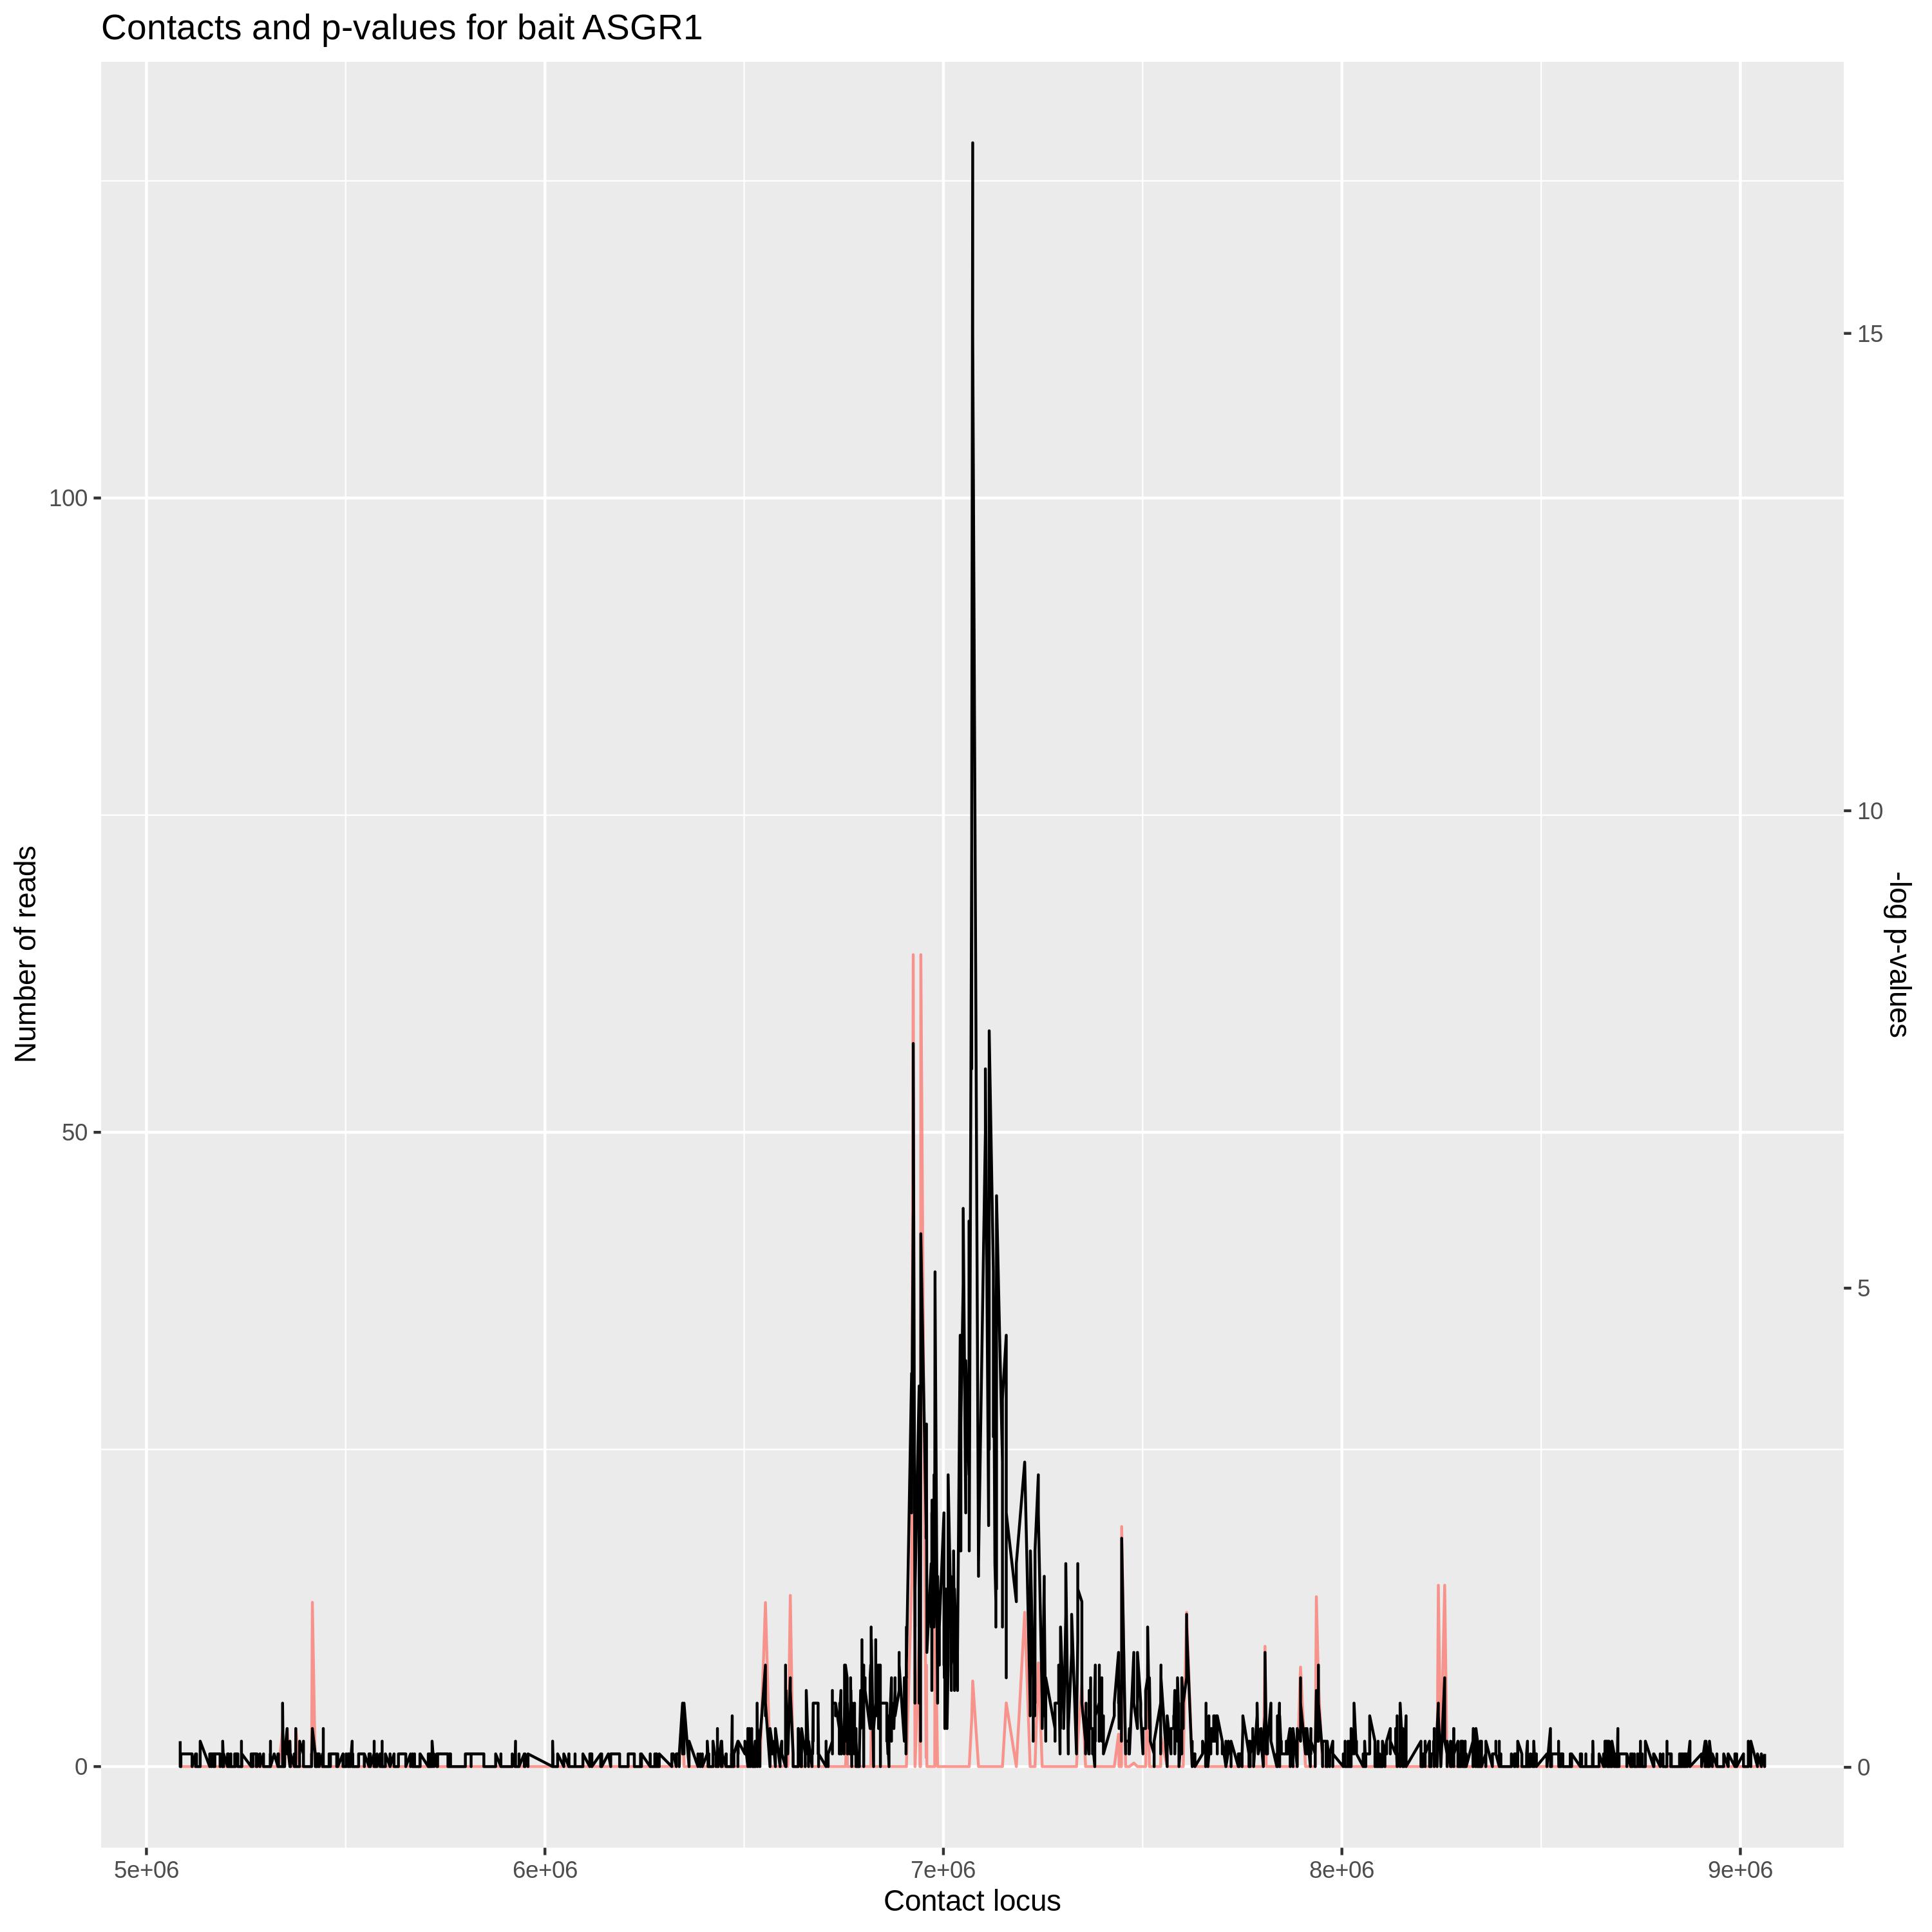 Contacts and p-values for bait ASGR1
100
50
0
15
10
5
0
Number of reads
-log p-values
5e+06 6e+06 7e+06 8e+06 9e+06
Contact locus